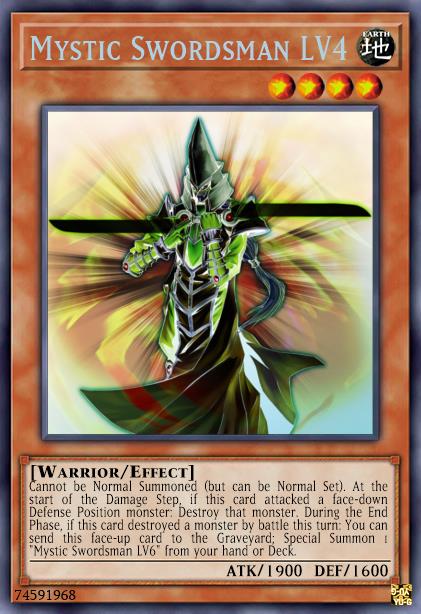 Mystic Swordsman LV4
EARTH
地
[Warrior/Effect]
Cannot be Normal Summoned (but can be Normal Set). At the
start of the Damage Step, if this card attacked a face-down
Defense Position monster: Destroy that monster. During the End
Phase, if this card destroyed a monster by battle this turn: You can
send this face-up card to the Graveyard; Special Summon 1
"Mystic Swordsman LV6" from your hand or Deck.
ATK/1900 DEF/1600
74591968